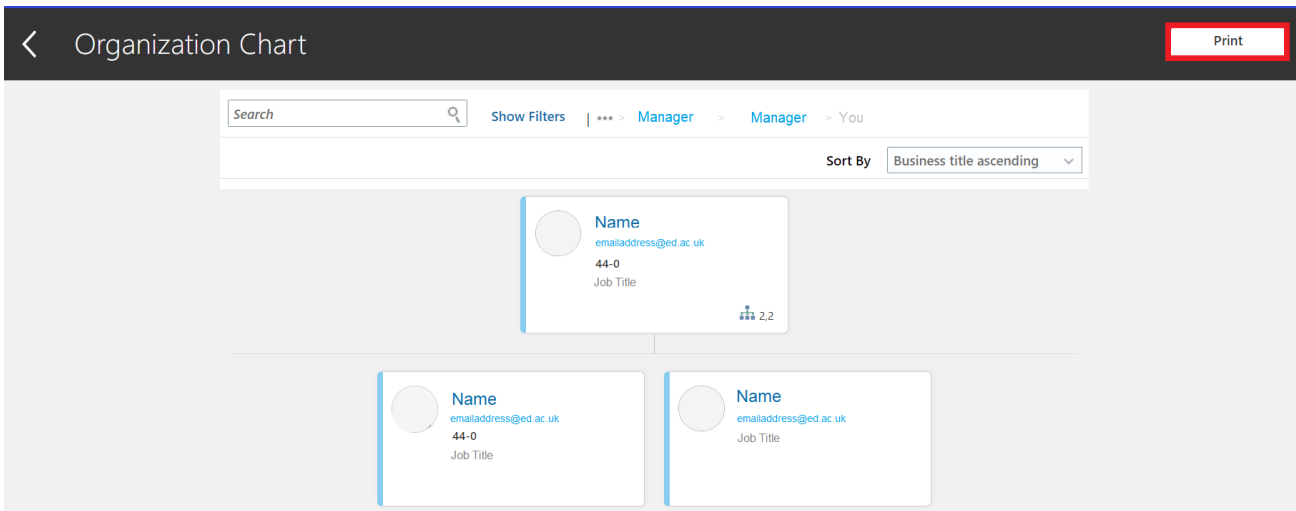 Organization Chart
Print
Search
Show Filters | ••• > Manager > Manager > You
Sort By Business title ascending
Name
emailaddress@ed.ac.uk
44-0
Job Title
2,2
Name
emailaddress@ed.ac.uk
44-0
Job Title
Name
emailaddress@ed.ac.uk
Job Title